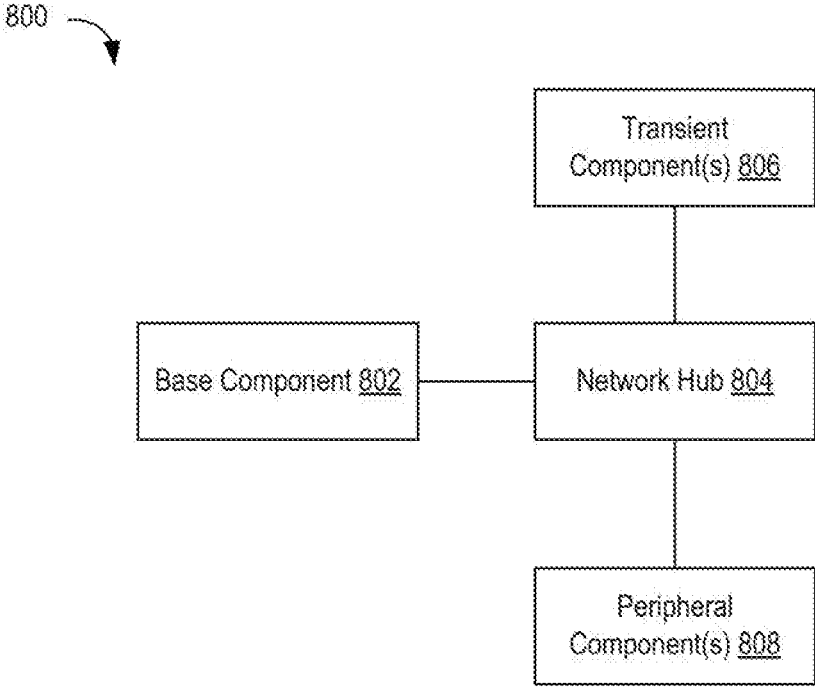 800
Transient
Component(s) 806
Base Component 802
Network Hub 804
Peripheral
Component(s) 808